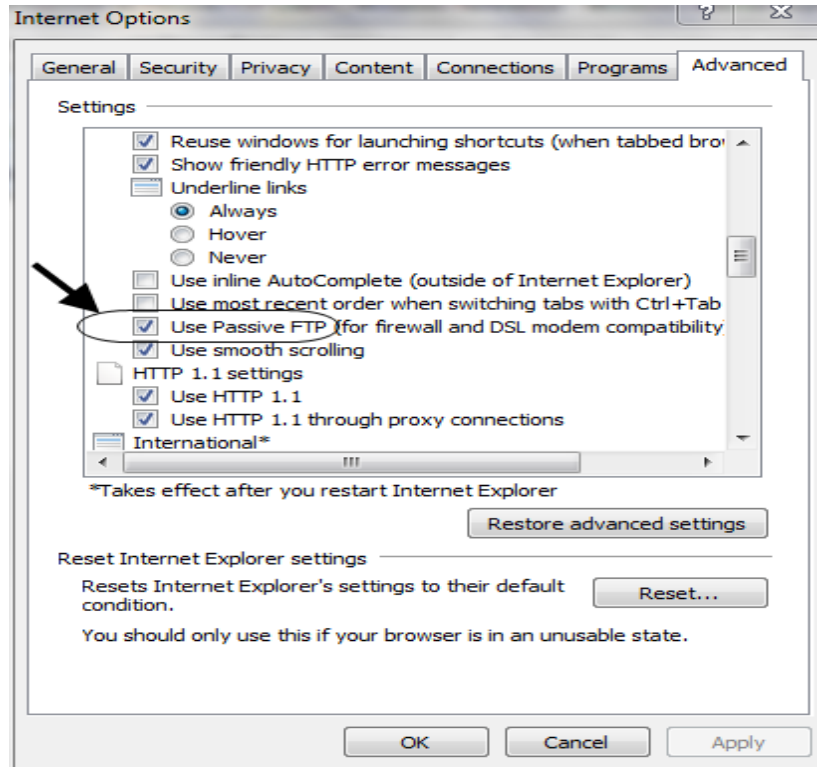 Internet Options
General Security Privacy Content Connections Programs Advanced
Settings
Reuse windows for launching shortcuts (when tabbed bro
Show friendly HTTP error messages
Underline links
Always
Hover
Never
Use inline AutoComplete (outside of Internet Explorer)
Use most recent order when switching tabs with Ctrl+Tab
Use Passive FTP (for firewall and DSL modem compatibility
Use smooth scrolling
HTTP 1.1 settings
Use HTTP 1.1
Use HTTP 1.1 through proxy connections
International*
*Takes effect after you restart Internet Explorer
Restore advanced settings
Reset Internet Explorer settings
Resets Internet Explorer's settings to their default
condition.
Reset...
You should only use this if your browser is in an unusable state.
OK Cancel Apply